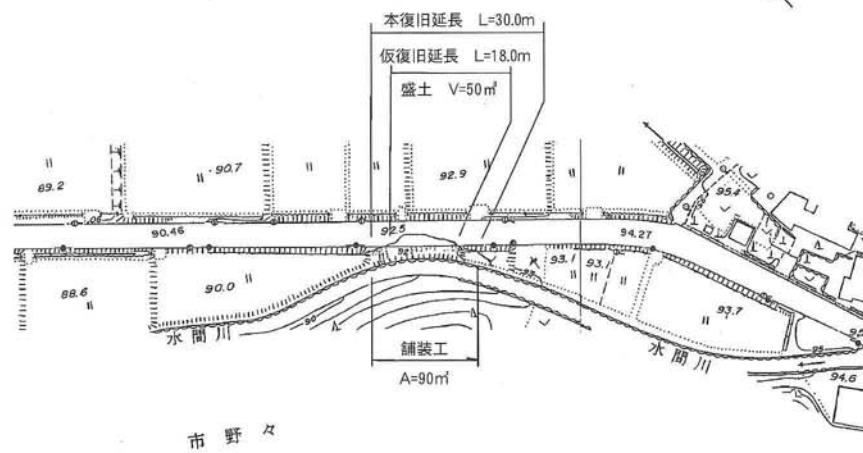 本復旧延長 L=30.0m
仮復旧延長 L=18.0m
盛土 V=50㎥
89.2
90.7
92.9
95.4
90.46
92.5
94.27
88.6
90.0
93.1
93.1
93.7
90
95
94.6
水間川
水間川
舗装工
A=90㎡
市野々